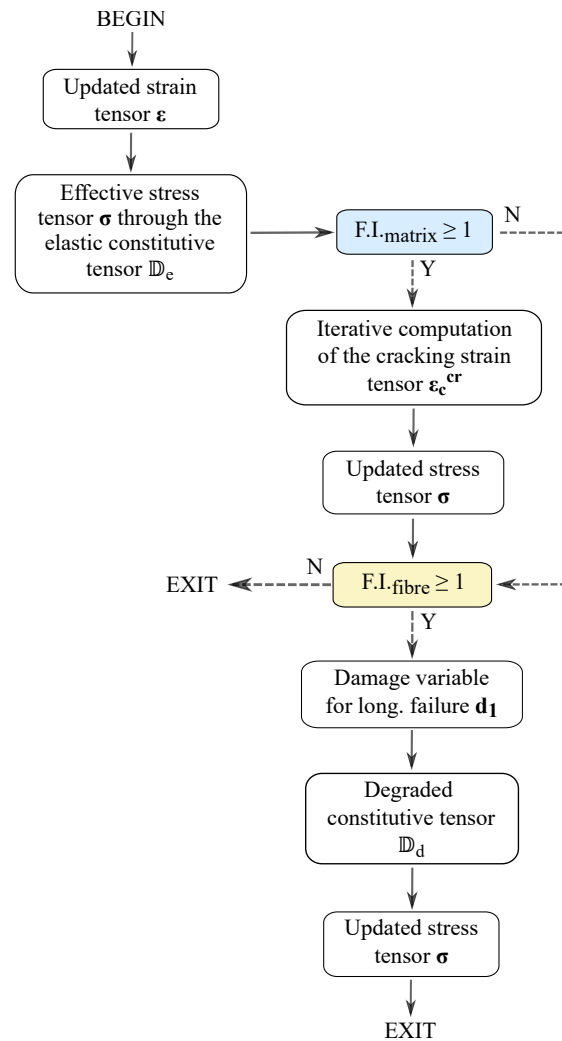 BEGIN
Updated strain
tensor ε
Effective stress
tensor σ through the
elastic constitutive
tensor 𝔻e
F.I.matrix ≥ 1
N
Y
Iterative computation
of the cracking strain
tensor εc^cr
Updated stress
tensor σ
F.I.fibre ≥ 1
N
EXIT
Y
Damage variable
for long. failure d1
Degraded
constitutive tensor
𝔻d
Updated stress
tensor σ
EXIT